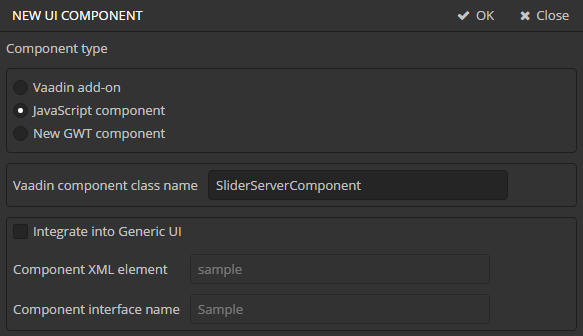 NEW UI COMPONENT OK Close
Component type
Vaadin add-on
JavaScript component
New GWT component
Vaadin component class name SliderServerComponent
Integrate into Generic UI
Component XML element sample
Component interface name Sample